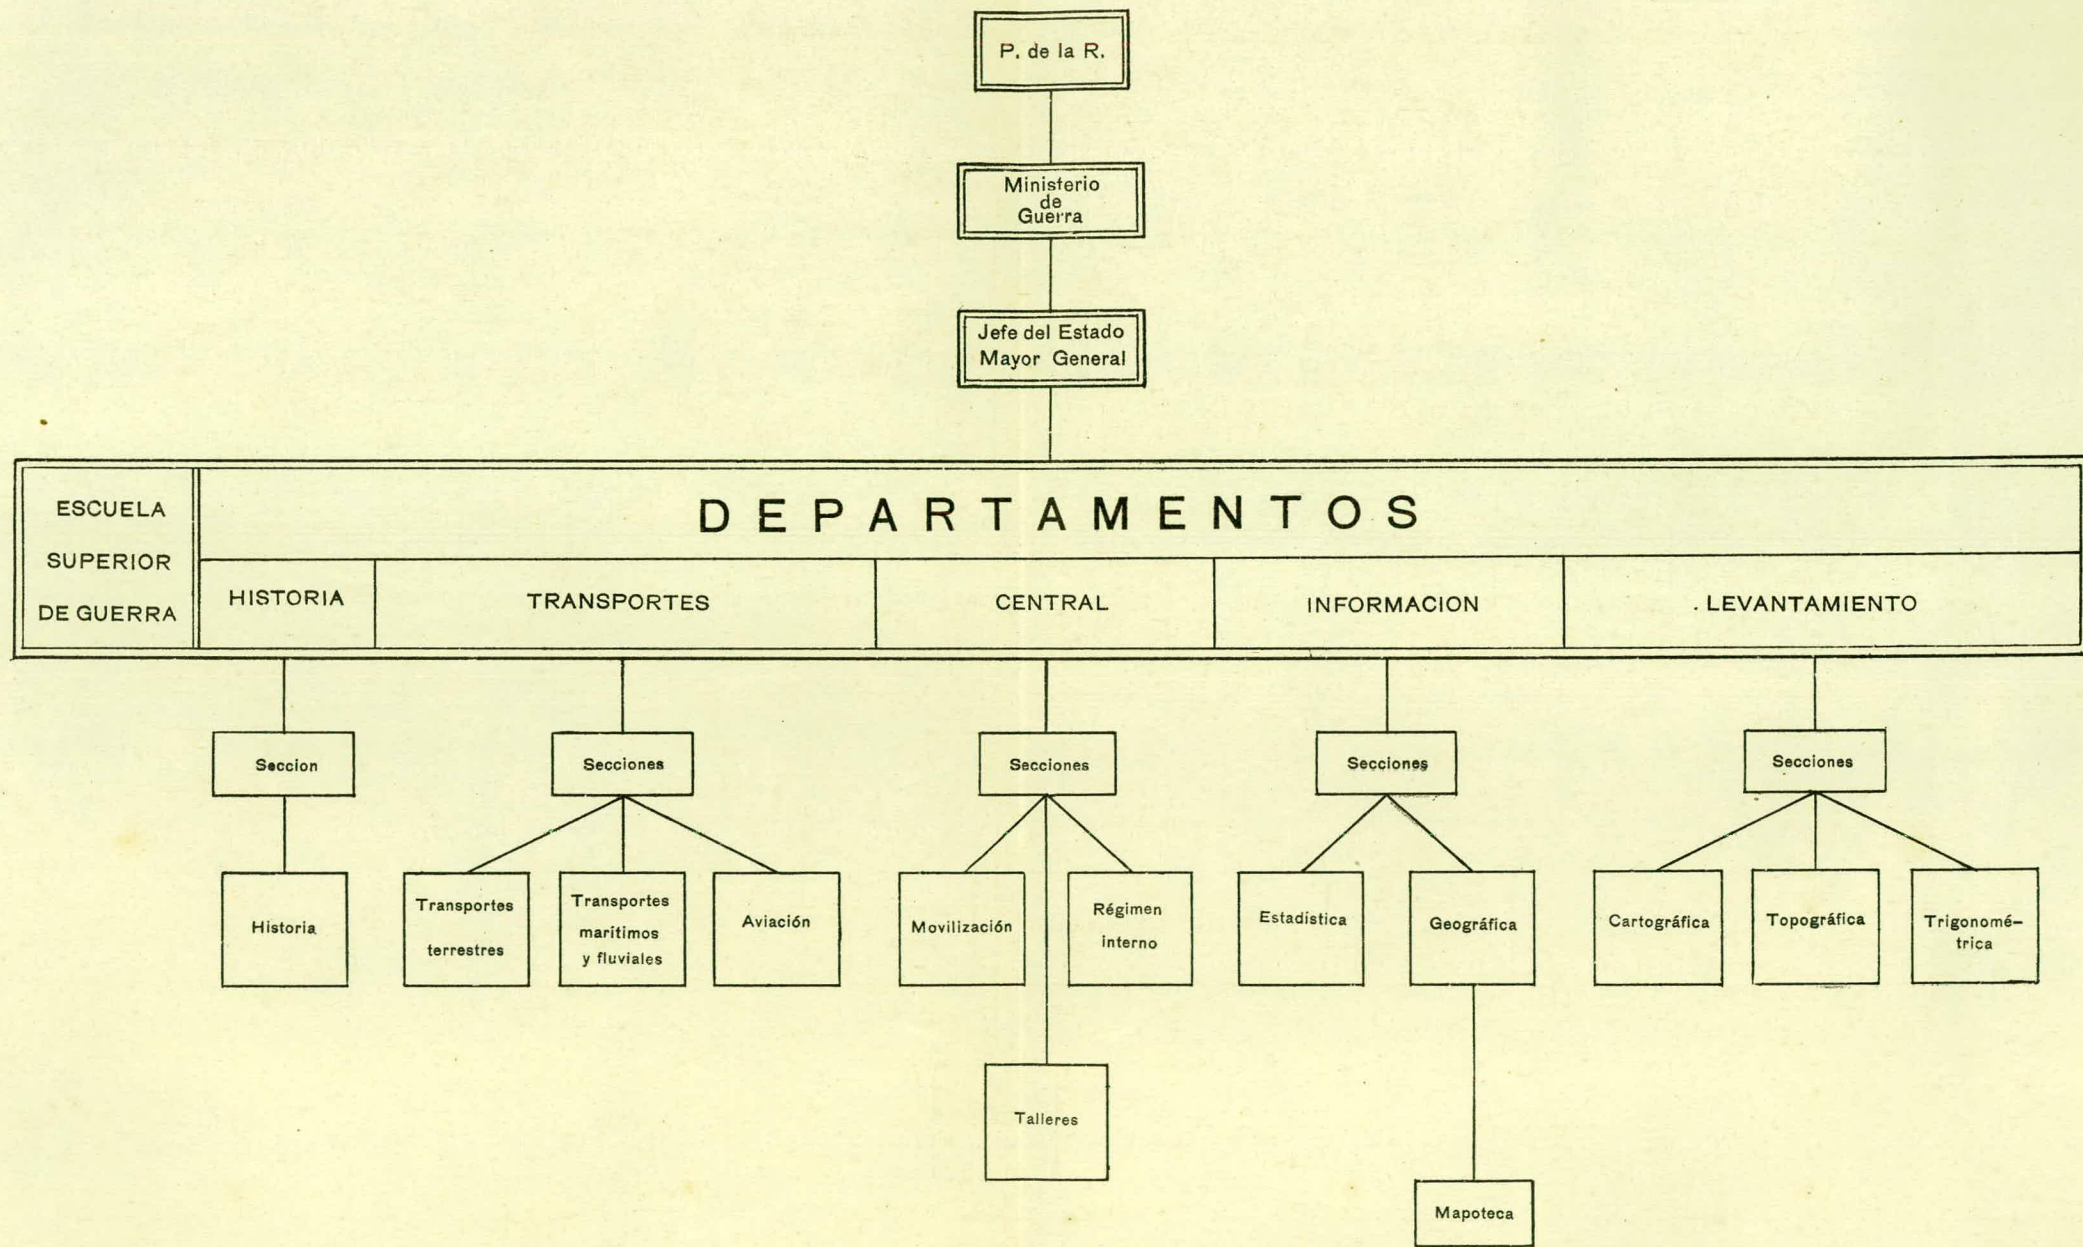 P. de la R.
Ministerio
de
Guerra
Jefe del Estado
Mayor General
ESCUELA
SUPERIOR
DE GUERRA
DEPARTAMENTOS
HISTORIA
TRANSPORTES
CENTRAL
INFORMACION
. LEVANTAMIENTO
Seccion
Secciones
Secciones
Secciones
Secciones
Historia
Transportes
terrestres
Transportes
marítimos
y fluviales
Aviación
Movilización
Régimen
interno
Estadística
Geográfica
Cartográfica
Topográfica
Trigonomé-
trica
Talleres
Mapoteca